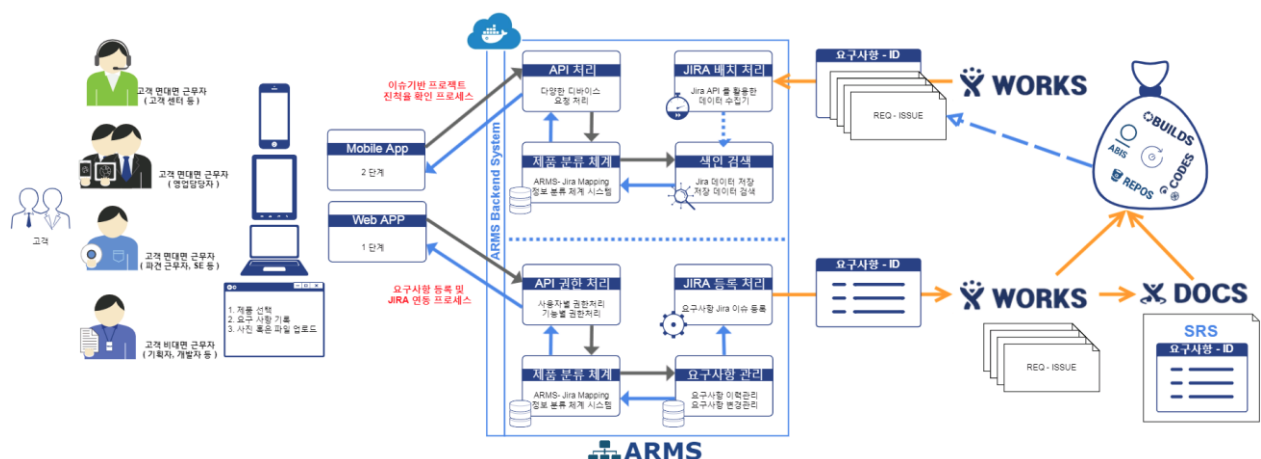 고객
고객 면대면 근무자
( 고객 센터 등 )
고객 면대면 근무자
( 영업담당자 )
고객 면대면 근무자
( 파견 근무자, SE 등 )
고객 비대면 근무자
( 기획자, 개발자 등 )
1. 제품 선택
2. 요구 사항 기록
3. 사진 혹은 파일 업로드
이슈기반 프로젝트
진척율 확인 프로세스
Mobile App
2 단계
Web APP
1 단계
요구사항 등록 및
JIRA 연동 프로세스
ARMS Backend System
API 처리
다양한 디바이스
요청 처리
JIRA 배치 처리
Jira API 를 활용한
데이터 수집기
제품 분류 체계
ARMS- Jira Mapping
정보 분류 체계 시스템
색인 검색
Jira 데이터 저장
저장 데이터 검색
API 권한 처리
사용자별 권한처리
기능별 권한처리
JIRA 등록 처리
요구사항 Jira 이슈 등록
제품 분류 체계
ARMS- Jira Mapping
정보 분류 체계 시스템
요구사항 관리
요구사항 이력관리
요구사항 변경관리
ARMS
요구사항 - ID
REQ - ISSUE
WORKS
BUILDS
ABIS
CODES
REPOS
요구사항 - ID
WORKS
REQ - ISSUE
DOCS
SRS
요구사항 - ID